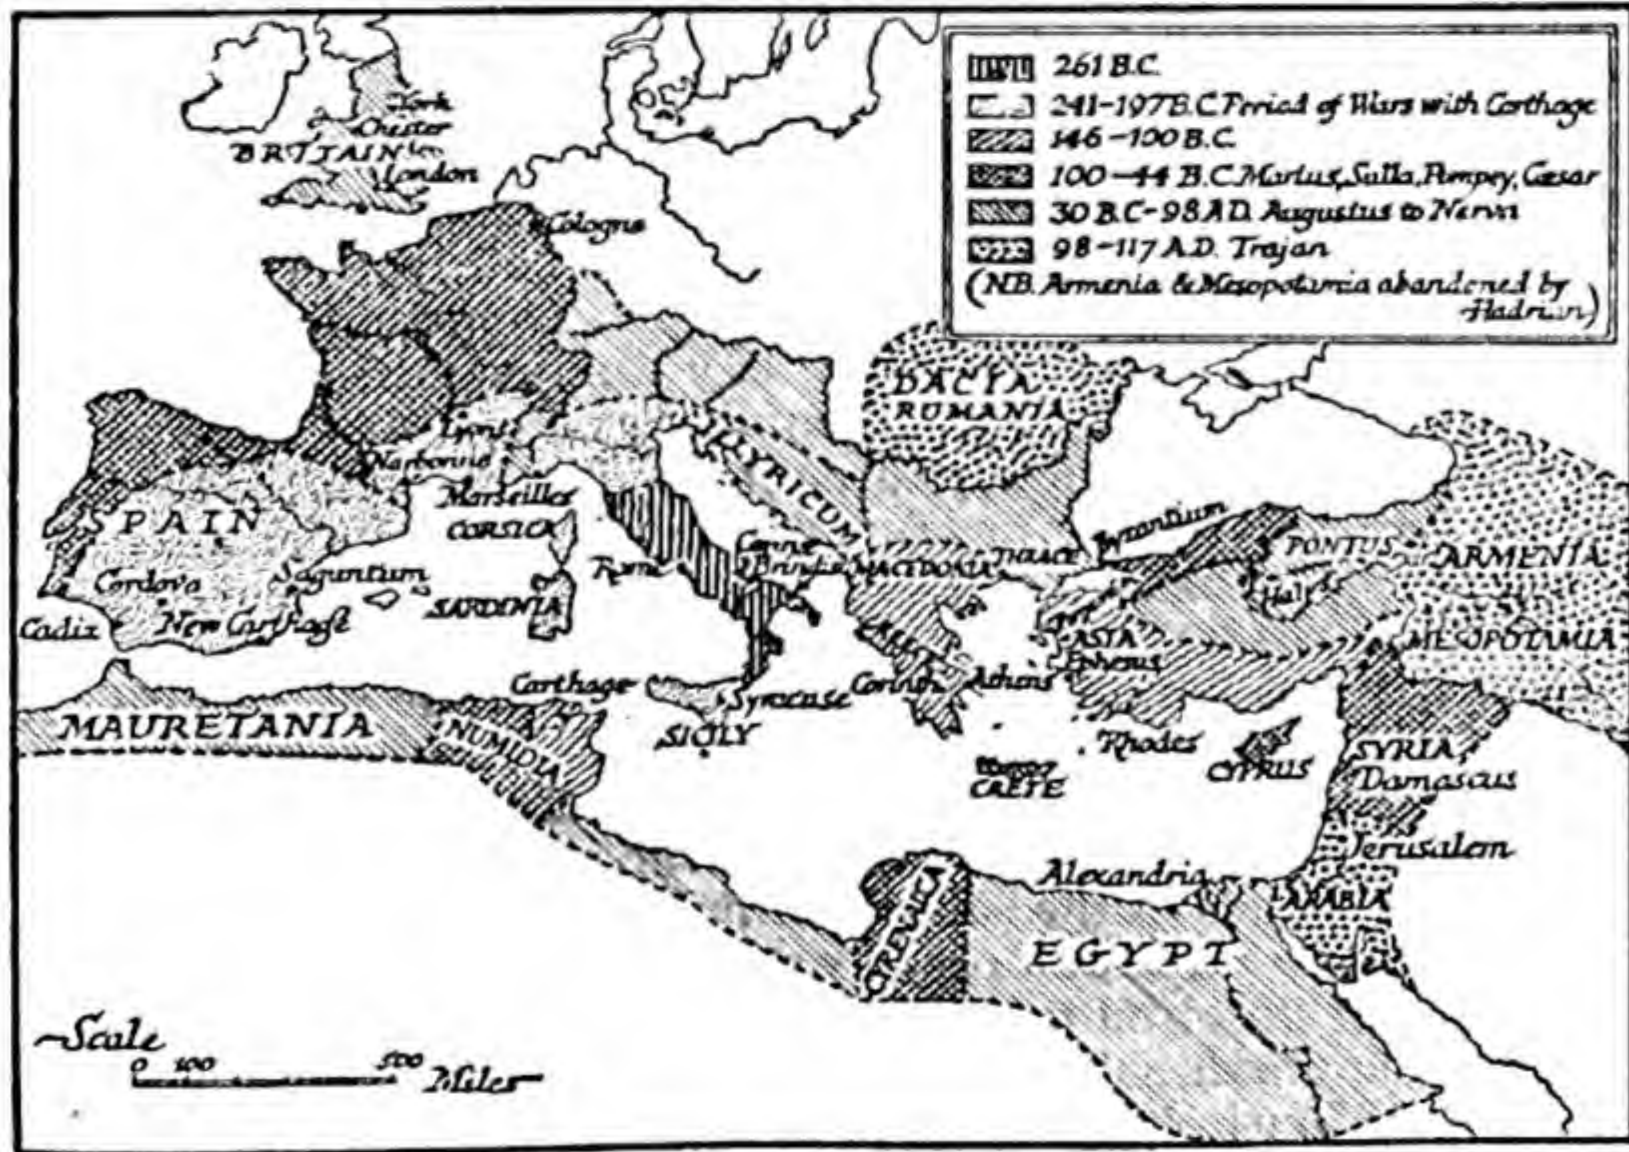 261 B.C.
241-197 B.C. Period of Wars with Carthage
146-100 B.C.
100-44 B.C. Marius, Sulla, Pompey, Cæsar
30 B.C-98 A.D. Augustus to Nerva
98-117 A.D. Trajan
(N.B. Armenia & Mesopotamia abandoned by
Hadrian)
York
Chester
BRITAIN
London
Cologne
DACIA
RUMANIA
Lyons
Narbonne
ILLYRICUM
Marseilles
CORSICA
SPAIN
Byzantium
PONTUS
ARMENIA
Cannæ
Brindisi
MACEDONIA
THRACE
Rome
Halys
Cordova
Saguntum
SARDINIA
Cadiz
New Carthage
ASIA
Ephesus
MESOPOTAMIA
Carthage
Syracuse
Corinth
Athens
MAURETANIA
NUMIDIA
SICILY
Rhodes
CYPRUS
CRETE
SYRIA
Damascus
Jerusalem
Alexandria
ARABIA
CYRENAICA
EGYPT
Scale
0 100 500 Miles